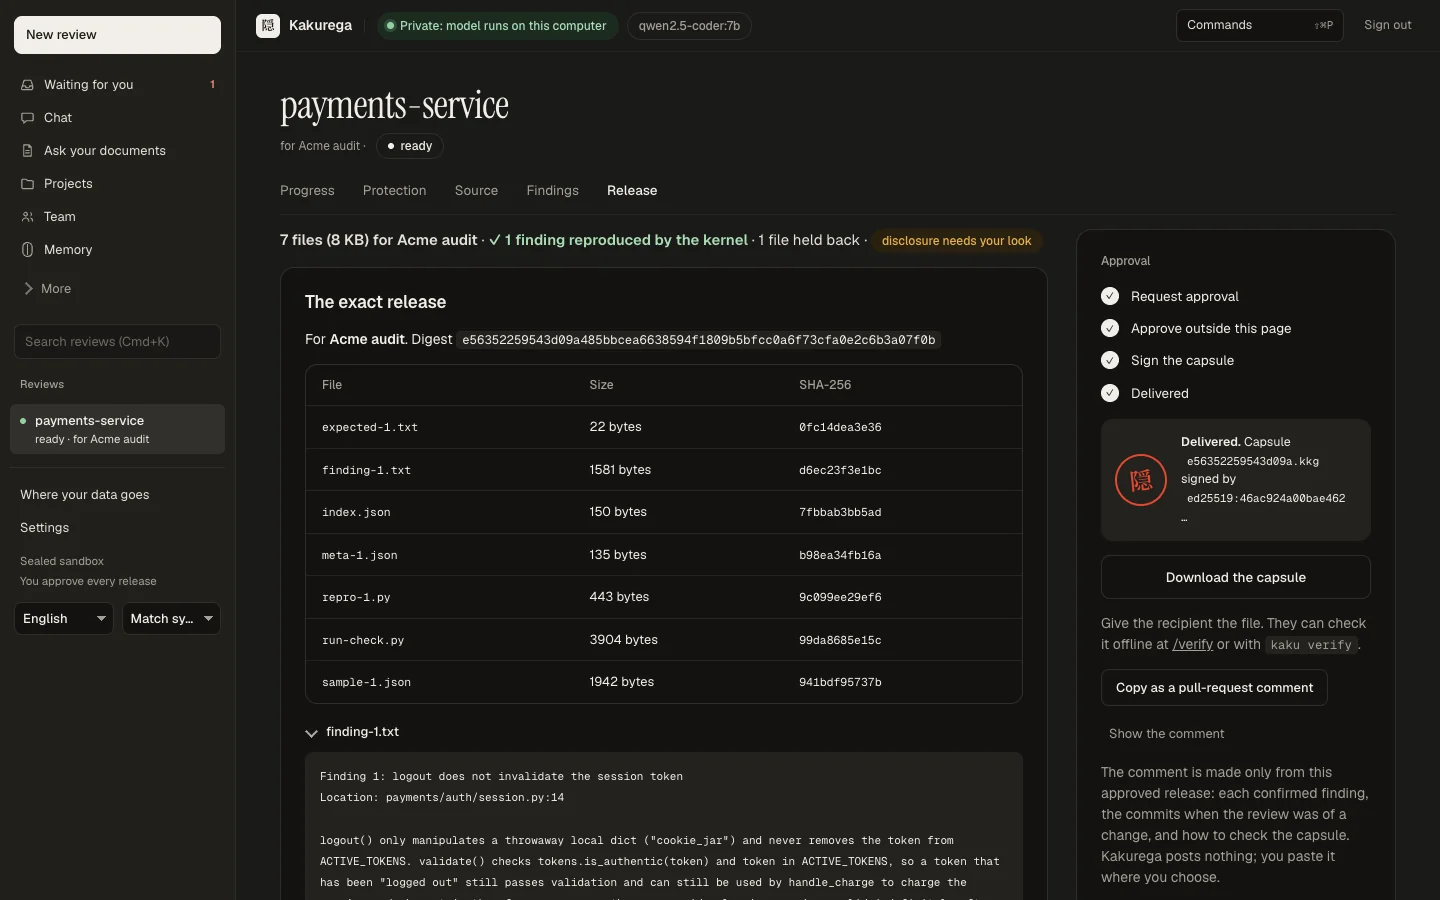 New review
Waiting for you 1
Chat
Ask your documents
Projects
Team
Memory
More
Search reviews (Cmd+K)
Reviews
payments-service
ready · for Acme audit
Where your data goes
Settings
Sealed sandbox
You approve every release
English
Match sy…
隠 Kakurega
Private: model runs on this computer
qwen2.5-coder:7b
Commands ⇧⌘P
Sign out
payments-service
for Acme audit · ready
Progress Protection Source Findings Release
7 files (8 KB) for Acme audit · ✓ 1 finding reproduced by the kernel · 1 file held back · disclosure needs your look
The exact release
For Acme audit. Digest e56352259543d09a485bbcea6638594f1809b5bfcc0a6f73cfa0e2c6b3a07f0b
File Size SHA-256
expected-1.txt 22 bytes 0fc14dea3e36
finding-1.txt 1581 bytes d6ec23f3e1bc
index.json 150 bytes 7fbbab3bb5ad
meta-1.json 135 bytes b98ea34fb16a
repro-1.py 443 bytes 9c099ee29ef6
run-check.py 3904 bytes 99da8685e15c
sample-1.json 1942 bytes 941bdf95737b
finding-1.txt
Finding 1: logout does not invalidate the session token
Location: payments/auth/session.py:14
logout() only manipulates a throwaway local dict ("cookie_jar") and never removes the token from
ACTIVE_TOKENS. validate() checks tokens.is_authentic(token) and token in ACTIVE_TOKENS, so a token that
has been "logged out" still passes validation and can still be used by handle_charge to charge the
Approval
Request approval
Approve outside this page
Sign the capsule
Delivered
隠
Delivered. Capsule
e56352259543d09a.kkg
signed by
ed25519:46ac924a00bae462
…
Download the capsule
Give the recipient the file. They can check
it offline at /verify or with kaku verify.
Copy as a pull-request comment
Show the comment
The comment is made only from this
approved release: each confirmed finding,
the commits when the review was of a
change, and how to check the capsule.
Kakurega posts nothing; you paste it
where you choose.